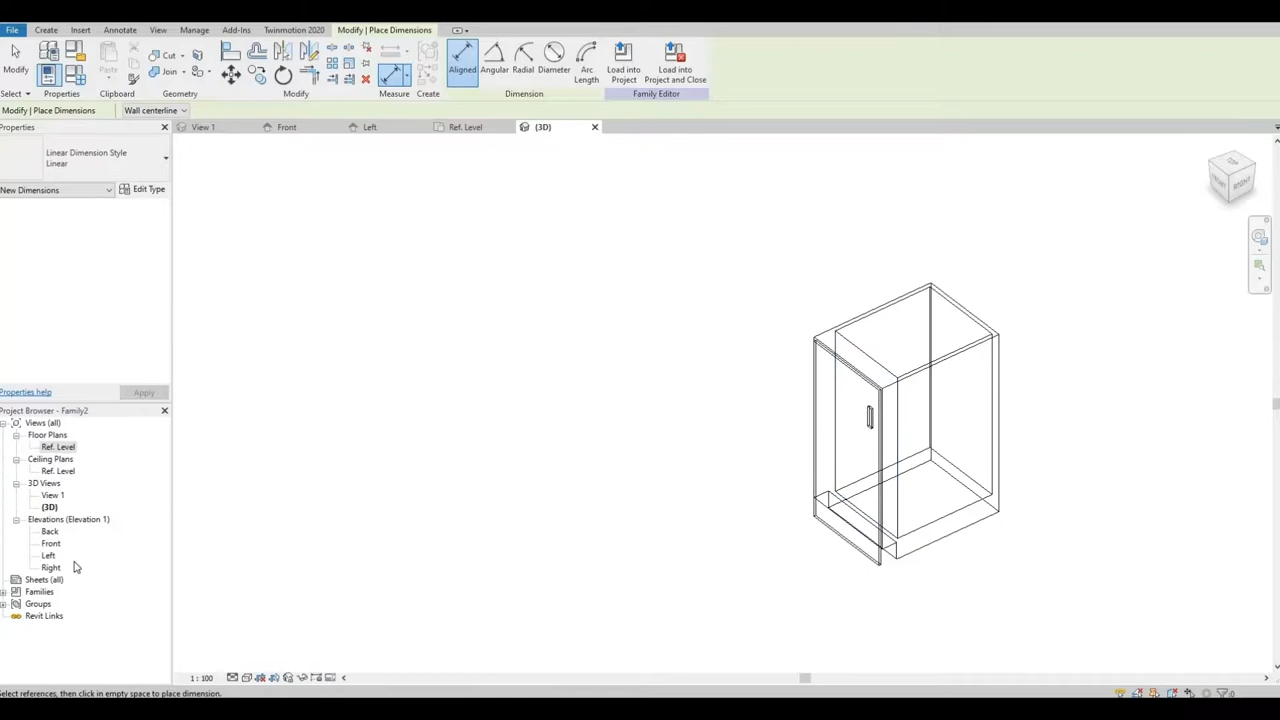 File Create Insert Annotate View Manage Add-Ins Twinmotion 2020 Modify | Place Dimensions
Modify Paste Cut Join Aligned Angular Radial Diameter Arc Length Load into Project Load into Project and Close
Select Properties Clipboard Geometry Modify Measure Create Dimension Family Editor
Modify | Place Dimensions Wall centerline
Properties View 1 Front Left Ref. Level (3D)
Linear Dimension Style
Linear
New Dimensions Edit Type
TOP
FRONT RIGHT
Properties help Apply
Project Browser - Family2
Views (all)
Floor Plans
Ref. Level
Ceiling Plans
Ref. Level
3D Views
View 1
(3D)
Elevations (Elevation 1)
Back
Front
Left
Right
Sheets (all)
Families
Groups
Revit Links
1 : 100
Select references, then click in empty space to place dimension.
:0